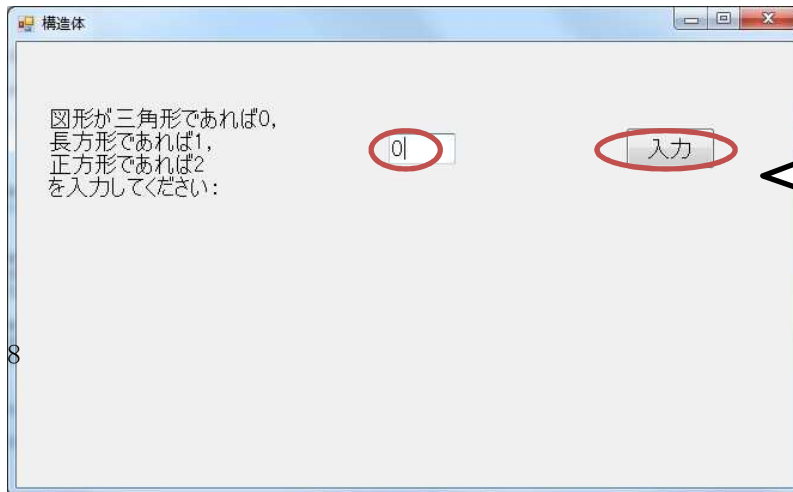 構造体
図形が三角形であれば0,
長方形であれば1,
正方形であれば2
を入力してください:
0
入力
8